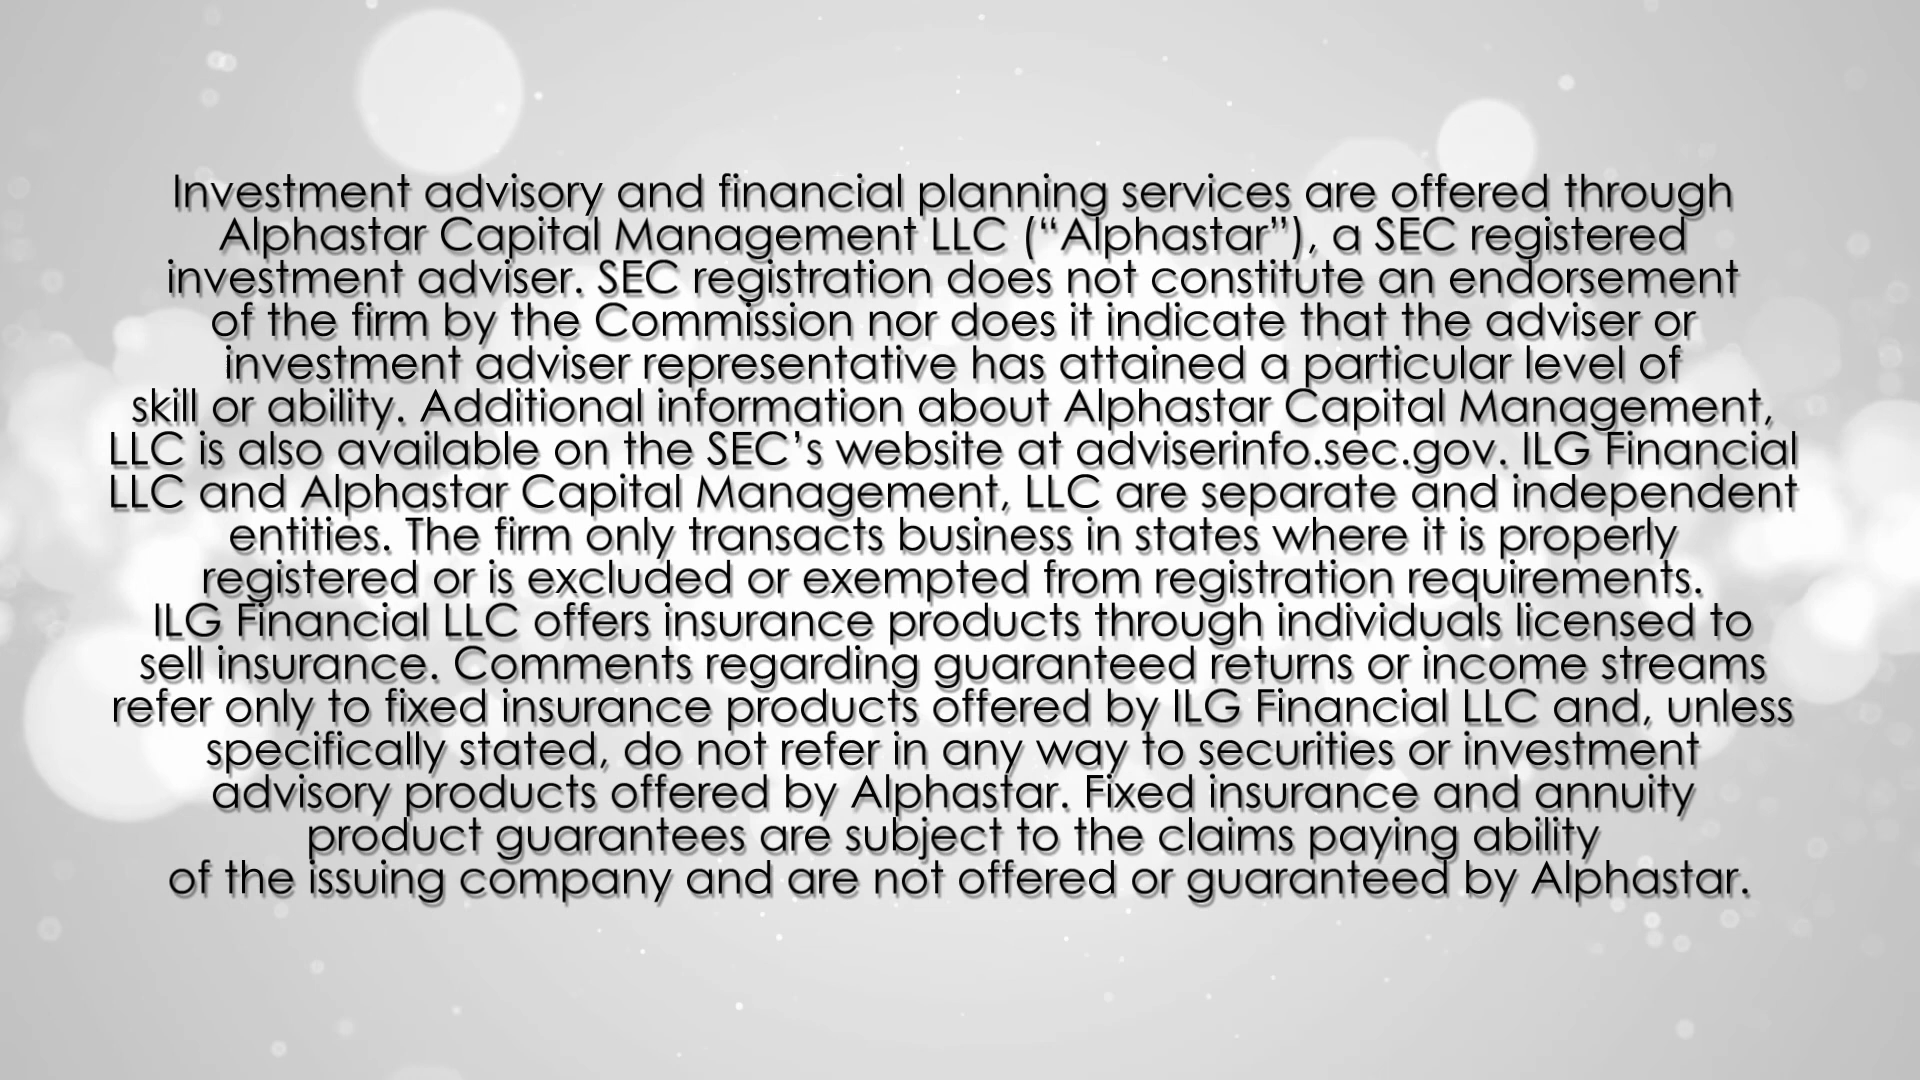 Investment advisory and financial planning services are offered through
Alphastar Capital Management LLC (“Alphastar”), a SEC registered
investment adviser. SEC registration does not constitute an endorsement
of the firm by the Commission nor does it indicate that the adviser or
investment adviser representative has attained a particular level of
skill or ability. Additional information about Alphastar Capital Management,
LLC is also available on the SEC’s website at adviserinfo.sec.gov. ILG Financial
LLC and Alphastar Capital Management, LLC are separate and independent
entities. The firm only transacts business in states where it is properly
registered or is excluded or exempted from registration requirements.
ILG Financial LLC offers insurance products through individuals licensed to
sell insurance. Comments regarding guaranteed returns or income streams
refer only to fixed insurance products offered by ILG Financial LLC and, unless
specifically stated, do not refer in any way to securities or investment
advisory products offered by Alphastar. Fixed insurance and annuity
product guarantees are subject to the claims paying ability
of the issuing company and are not offered or guaranteed by Alphastar.